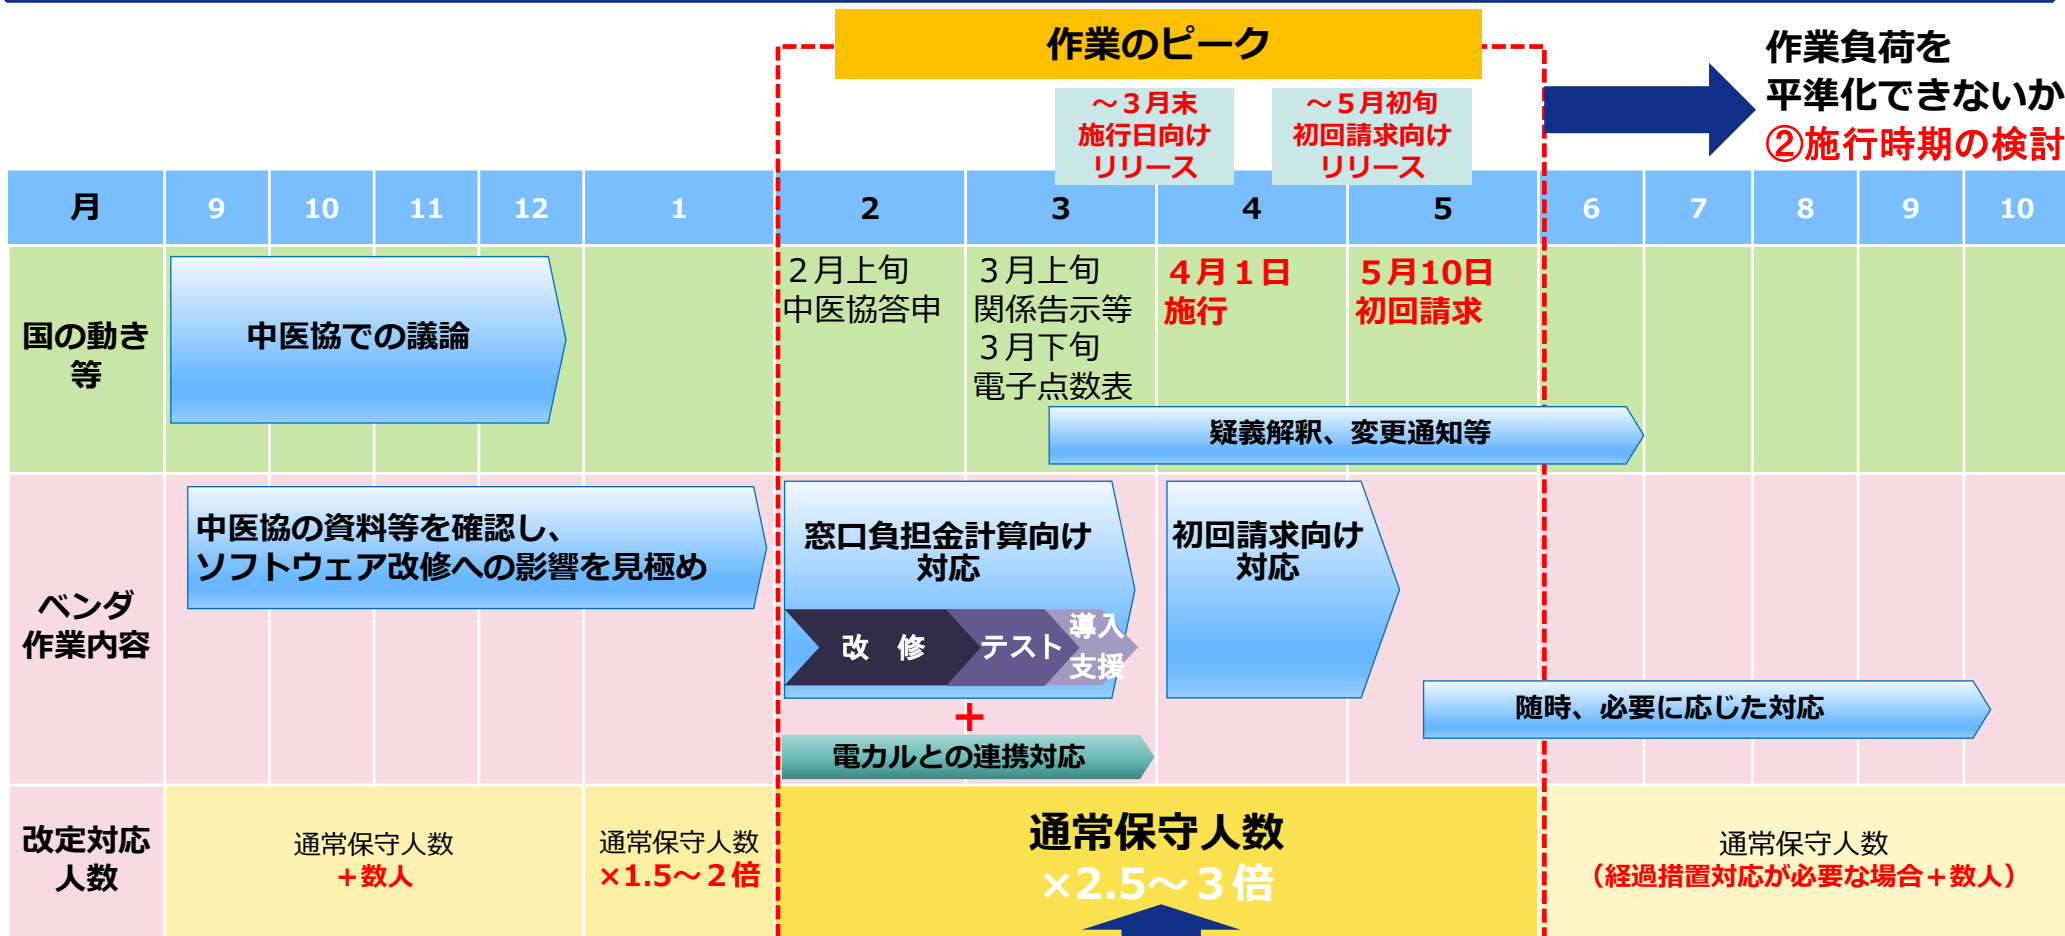 作業のピーク
作業負荷を
平準化できないか
②施行時期の検討
～３月末
施行日向け
リリース
～５月初旬
初回請求向け
リリース
月
9
10
11
12
1
2
3
4
5
6
7
8
9
10
国の動き
等
中医協での議論
２月上旬
中医協答申
３月上旬
関係告示等
３月下旬
電子点数表
４月１日
施行
５月10日
初回請求
疑義解釈、変更通知等
ベンダ
作業内容
中医協の資料等を確認し、
ソフトウェア改修への影響を見極め
窓口負担金計算向け
対応
改　修
テスト
導入
支援
＋
電カルとの連携対応
初回請求向け
対応
随時、必要に応じた対応
改定対応
人数
通常保守人数
＋数人
通常保守人数
×1.5～２倍
通常保守人数
×2.5～３倍
通常保守人数
（経過措置対応が必要な場合＋数人）